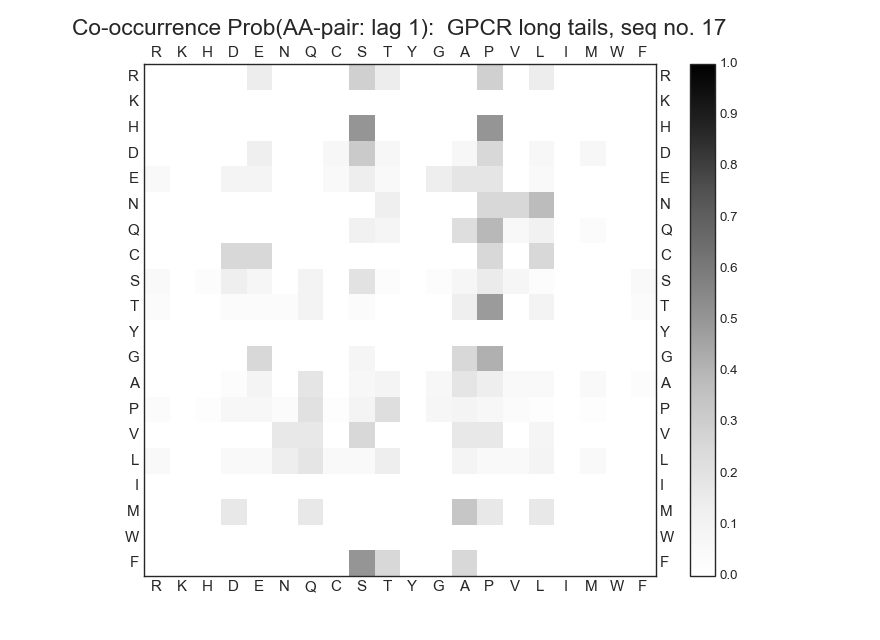 Co-occurrence Prob(AA-pair: lag 1):  GPCR long tails, seq no. 17
R K H D E N Q C S T Y G A P V L I M W F
R R 1.0
K K 0.9
H H
D D 0.8
E E
N N 0.7
Q Q
C C 0.6
S S
T T 0.5
Y Y
G G 0.4
A A
P P 0.3
V V
L L 0.2
I I
M M 0.1
W W
F F 0.0
R K H D E N Q C S T Y G A P V L I M W F